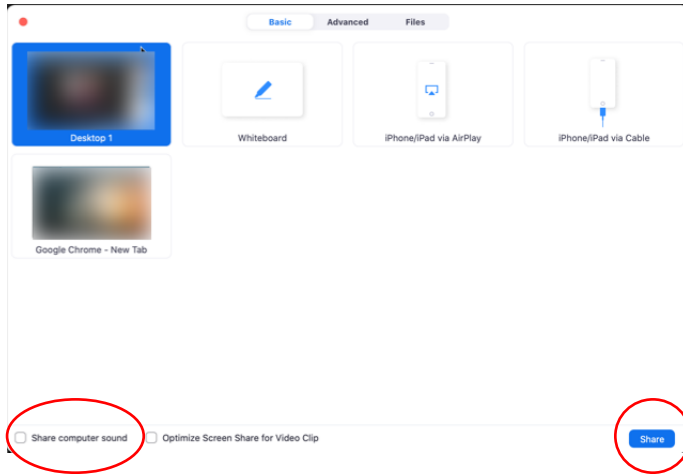 Basic Advanced Files
Desktop 1 Whiteboard iPhone/iPad via AirPlay iPhone/iPad via Cable
Google Chrome - New Tab
Share computer sound Optimize Screen Share for Video Clip Share